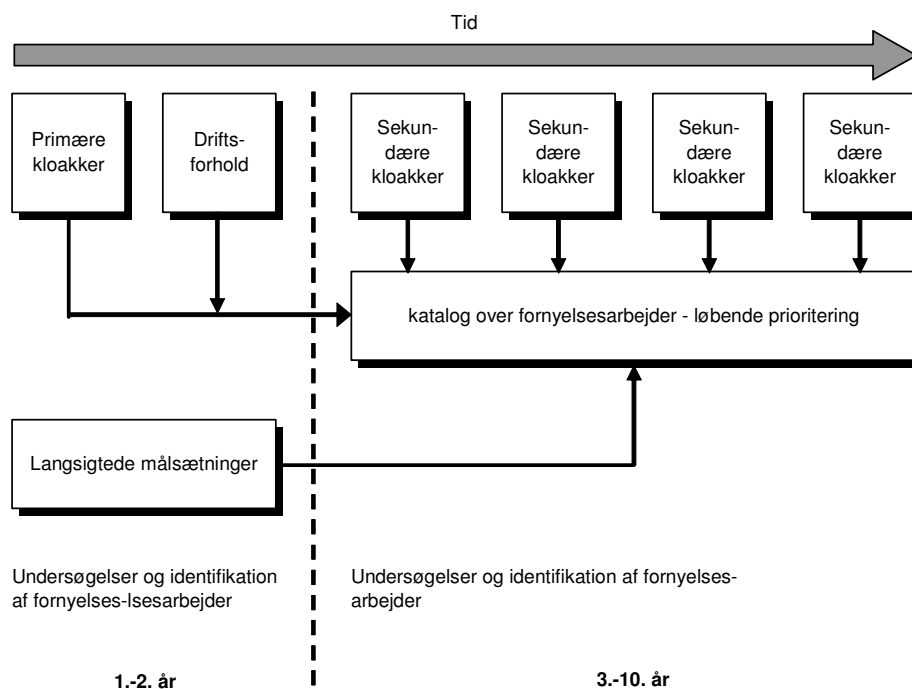 Tid
Primære
kloakker
Drifts-
forhold
Sekun-
dære
kloakker
Sekun-
dære
kloakker
Sekun-
dære
kloakker
Sekun-
dære
kloakker
katalog over fornyelsesarbejder - løbende prioritering
Langsigtede målsætninger
Undersøgelser og identifikation
af fornyelses-lsesarbejder
Undersøgelser og identifikation af fornyelses-
arbejder
1.-2. år
3.-10. år